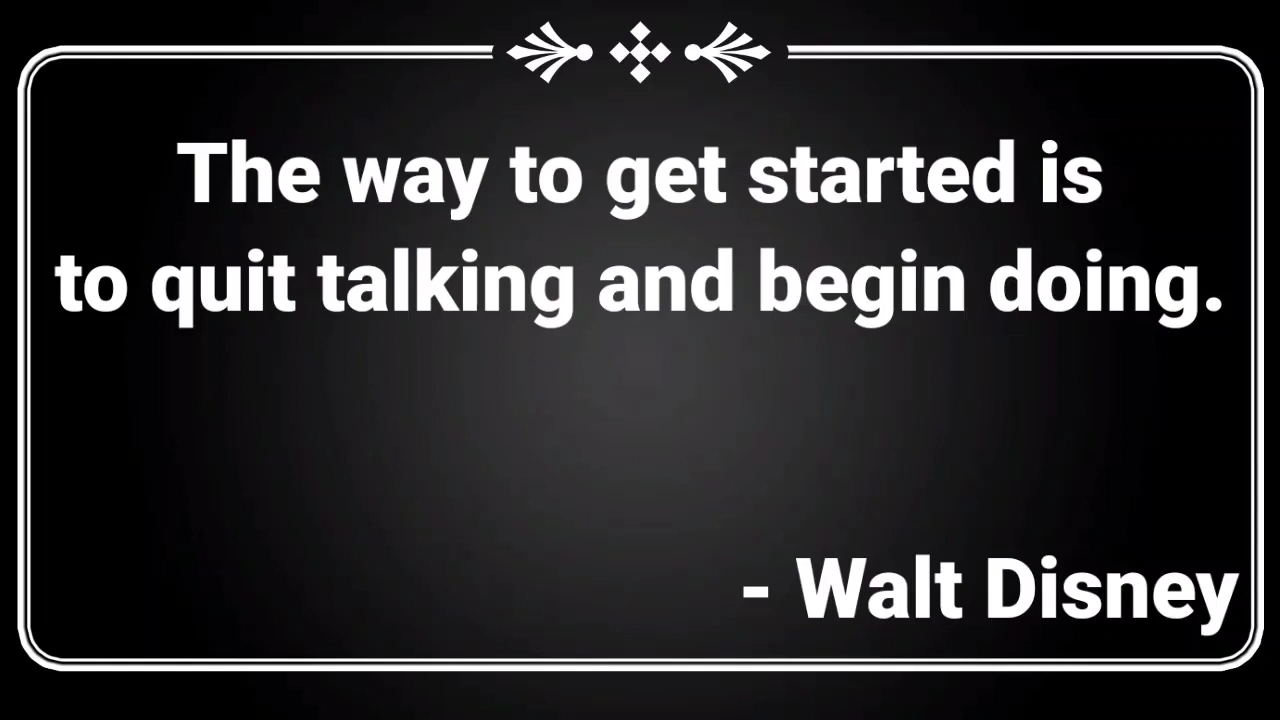 The way to get started is
to quit talking and begin doing.
- Walt Disney